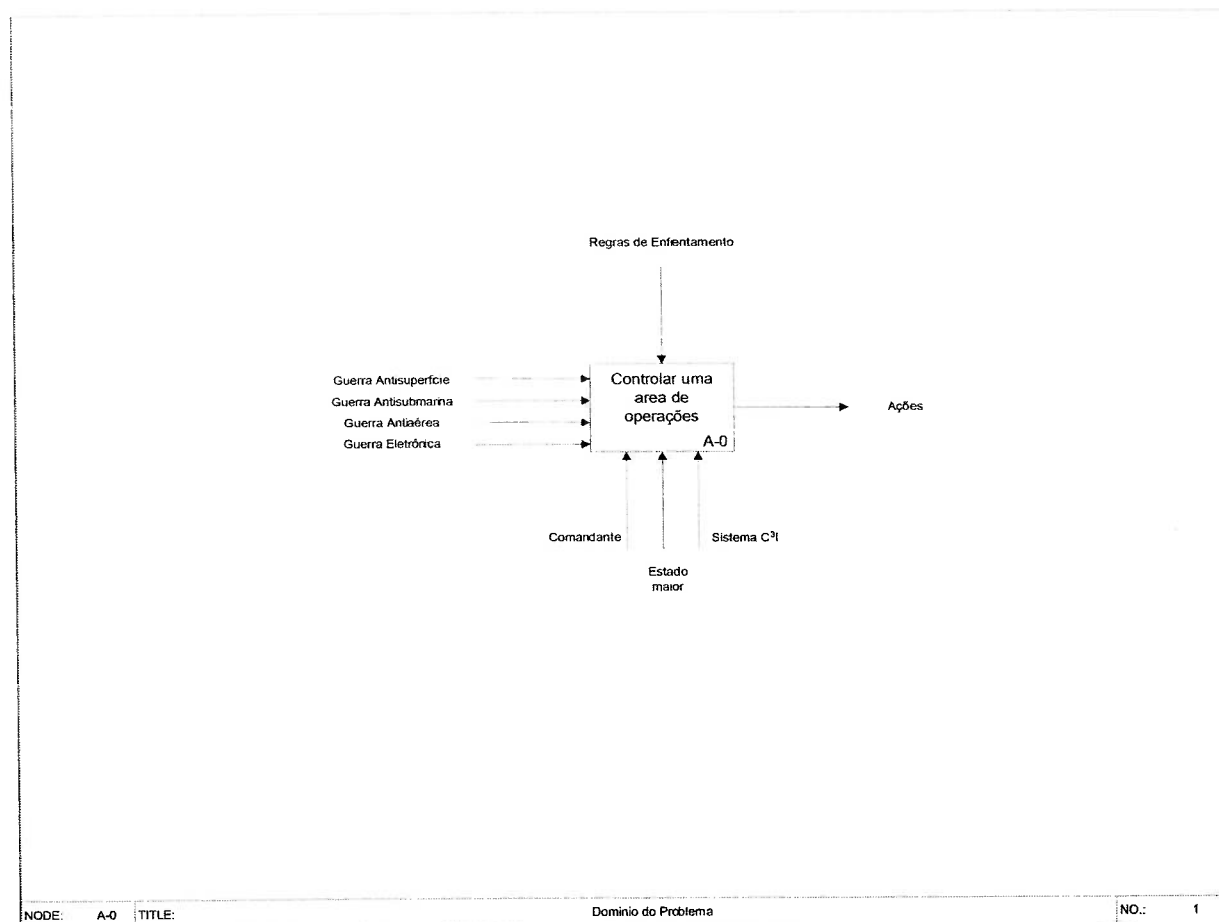 Regras de Enfrentamento
Guerra Antisuperfície
Guerra Antisubmarina
Guerra Antiaérea
Guerra Eletrônica
Controlar uma
area de
operações
A-0
Ações
Comandante
Sistema C³I
Estado
maior
NODE: A-0 TITLE: Dominio do Problema NO.: 1